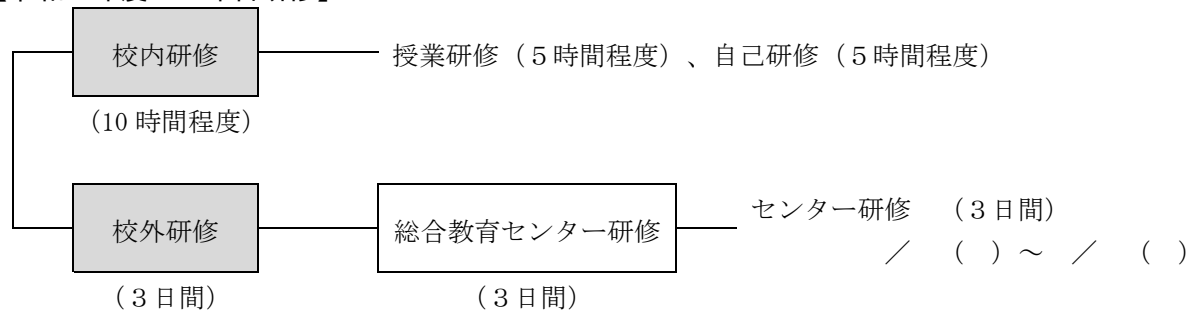 校内研修
授業研修（５時間程度）、自己研修（５時間程度）
（10 時間程度）
校外研修
総合教育センター研修
センター研修　（３日間）
／　（　）～　／　（　）
（３日間）
（３日間）